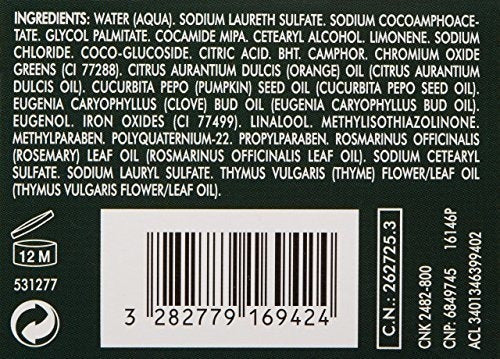 INGREDIENTS: WATER (AQUA). SODIUM LAURETH SULFATE. SODIUM COCOAMPHOACE-
TATE. GLYCOL PALMITATE. COCAMIDE MIPA. CETEARYL ALCOHOL. LIMONENE. SODIUM
CHLORIDE. COCO-GLUCOSIDE. CITRIC ACID. BHT. CAMPHOR. CHROMIUM OXIDE
GREENS (CI 77288). CITRUS AURANTIUM DULCIS (ORANGE) OIL (CITRUS AURANTIUM
DULCIS OIL). CUCURBITA PEPO (PUMPKIN) SEED OIL (CUCURBITA PEPO SEED OIL).
EUGENIA CARYOPHYLLUS (CLOVE) BUD OIL (EUGENIA CARYOPHYLLUS BUD OIL).
EUGENOL. IRON OXIDES (CI 77499). LINALOOL. METHYLISOTHIAZOLINONE.
METHYLPARABEN. POLYQUATERNIUM-22. PROPYLPARABEN. ROSMARINUS OFFICINALIS
(ROSEMARY) LEAF OIL (ROSMARINUS OFFICINALIS LEAF OIL). SODIUM CETEARYL
SULFATE. SODIUM LAURYL SULFATE. THYMUS VULGARIS (THYME) FLOWER/LEAF OIL
(THYMUS VULGARIS FLOWER/LEAF OIL).
12 M
531277
3 282779 169424
C.N.: 262725.3
CNK 2482-800 16146P
CNP: 6849745
ACL 3401346399402